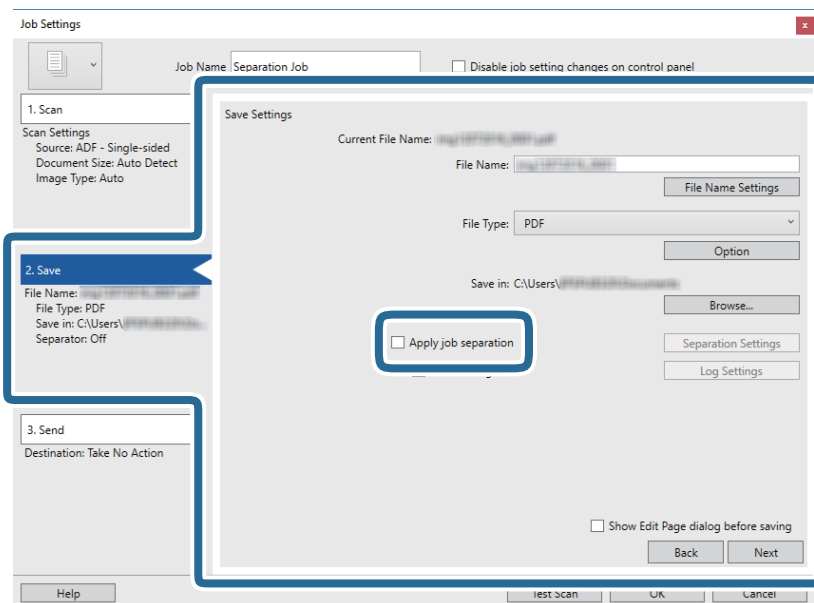 Job Settings
x
Job Name Separation Job
Disable job setting changes on control panel
1. Scan
Scan Settings
Source: ADF - Single-sided
Document Size: Auto Detect
Image Type: Auto
Save Settings
Current File Name:
File Name:
File Name Settings
File Type: PDF
Option
Save in: C:\Users\
Browse...
Apply job separation
Separation Settings
Log Settings
2. Save
File Name:
File Type: PDF
Save in: C:\Users\
Separator: Off
3. Send
Destination: Take No Action
Show Edit Page dialog before saving
Back
Next
Help
Test Scan
OK
Cancel